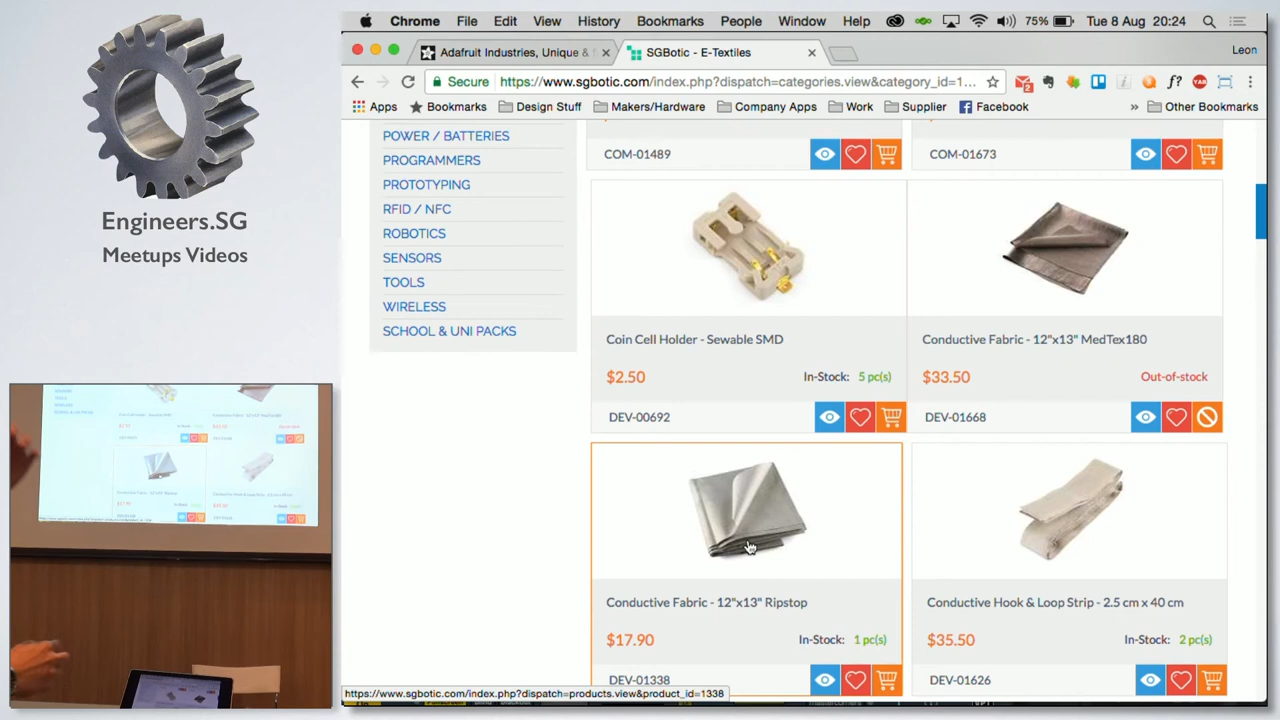 Engineers.SG
Meetups Videos
Chrome File Edit View History Bookmarks People Window Help 75% Tue 8 Aug 20:24
Adafruit Industries, Unique &
SGBotic - E-Textiles
Leon
Secure https://www.sgbotic.com/index.php?dispatch=categories.view&category_id=1...
Apps Bookmarks Design Stuff Makers/Hardware Company Apps Work Supplier Facebook » Other Bookmarks
POWER / BATTERIES
PROGRAMMERS
PROTOTYPING
RFID / NFC
ROBOTICS
SENSORS
TOOLS
WIRELESS
SCHOOL & UNI PACKS
COM-01489
COM-01673
Coin Cell Holder - Sewable SMD
$2.50 In-Stock: 5 pc(s)
DEV-00692
Conductive Fabric - 12"x13" MedTex180
$33.50 Out-of-stock
DEV-01668
Conductive Fabric - 12"x13" Ripstop
$17.90 In-Stock: 1 pc(s)
DEV-01338
Conductive Hook & Loop Strip - 2.5 cm x 40 cm
$35.50 In-Stock: 2 pc(s)
DEV-01626
https://www.sgbotic.com/index.php?dispatch=products.view&product_id=1338